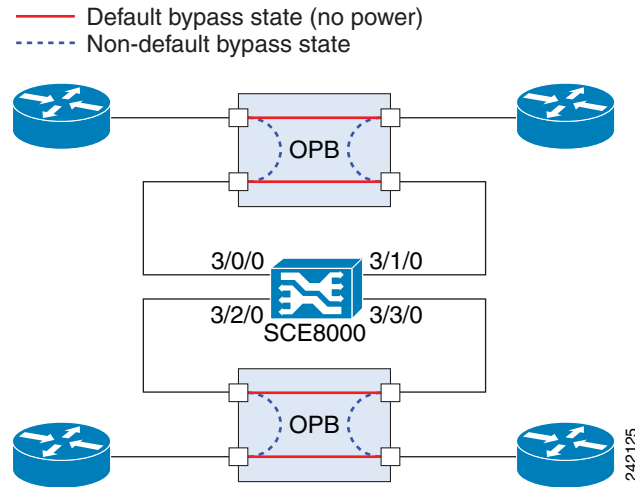 Default bypass state (no power)
Non-default bypass state
OPB
3/0/0 3/1/0
3/2/0 3/3/0
SCE8000
OPB
242125